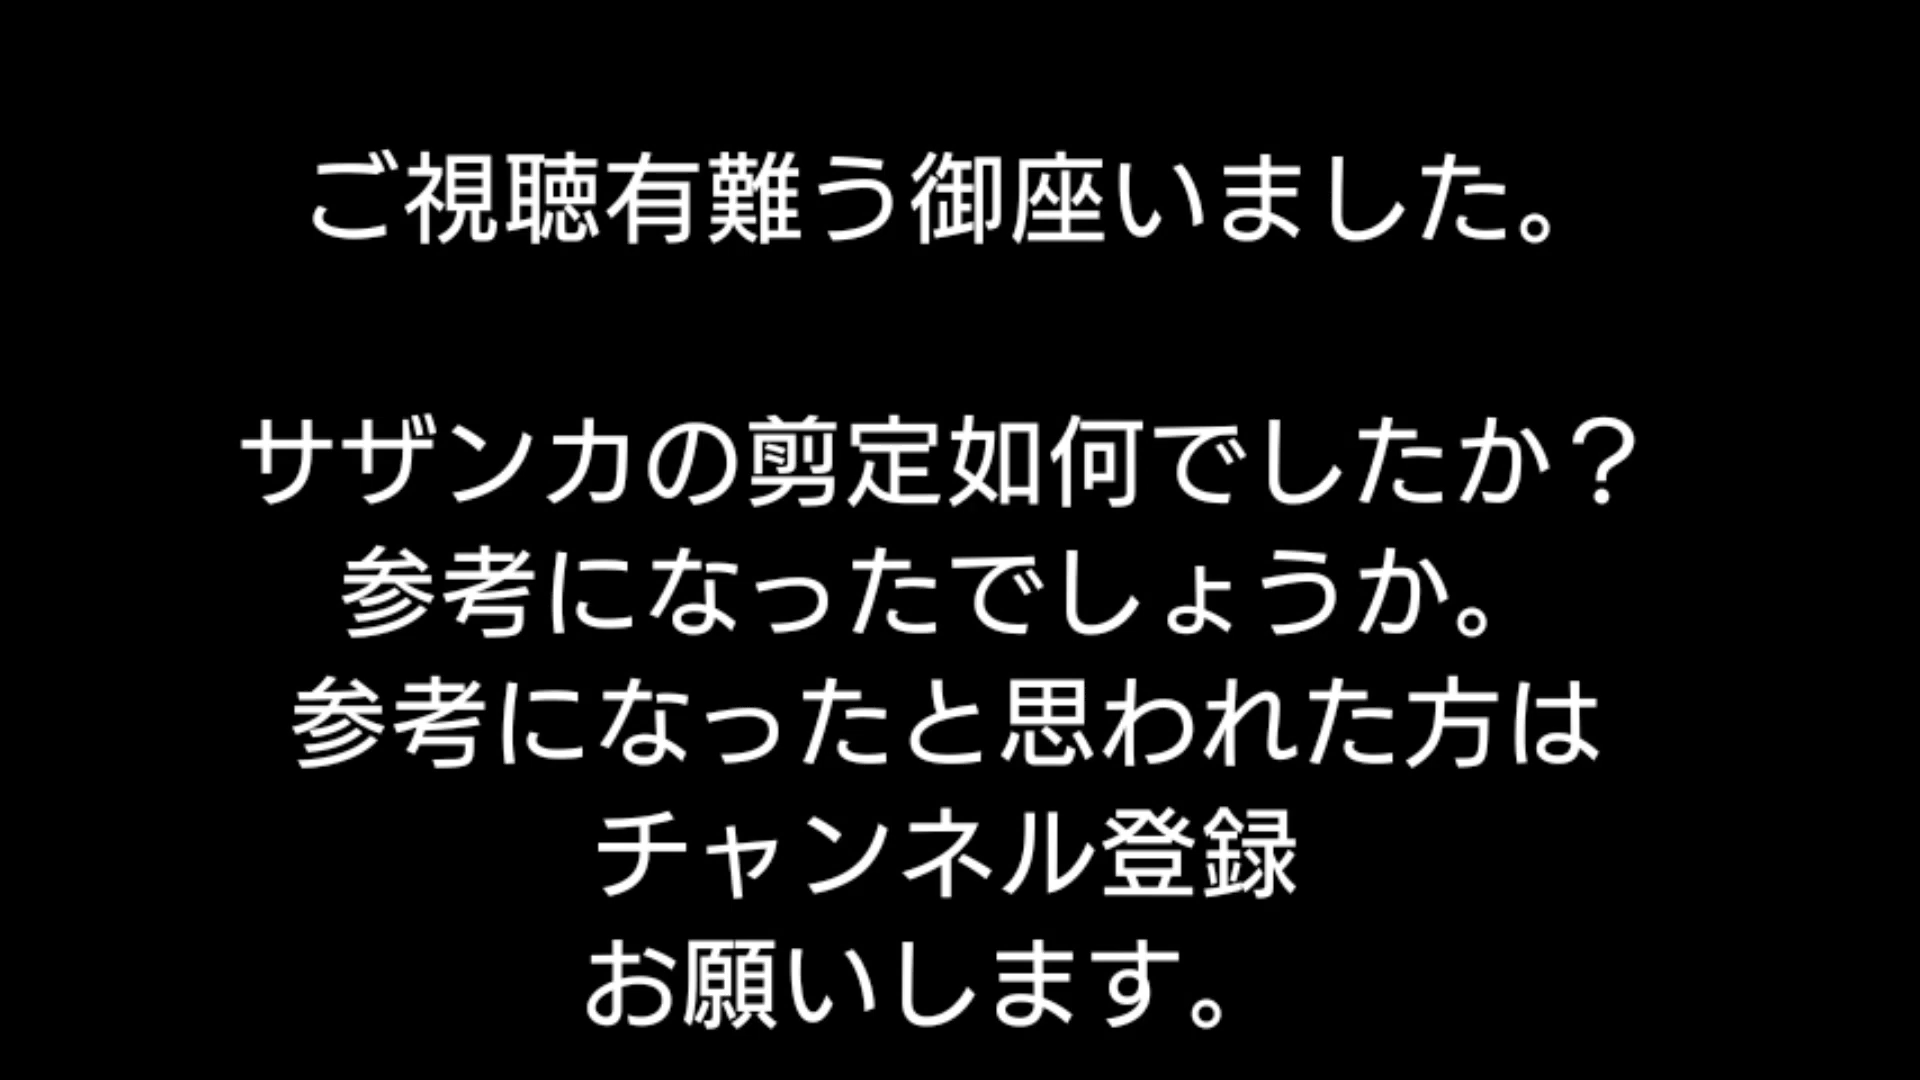 ご視聴有難う御座いました。
サザンカの剪定如何でしたか？
参考になったでしょうか。
参考になったと思われた方は
チャンネル登録
お願いします。